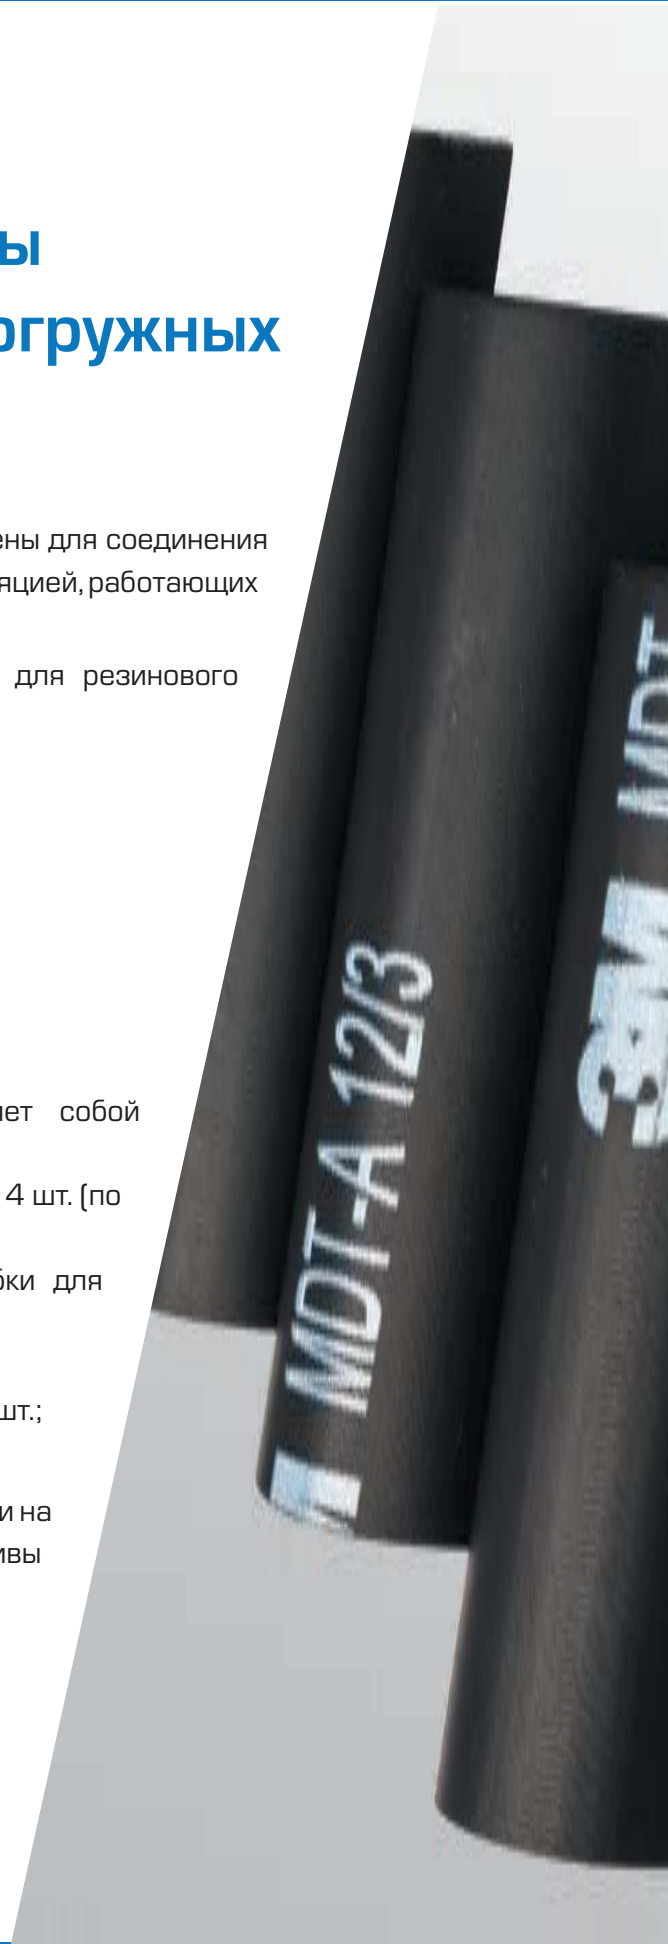 ы
огружных
ены для соединения
яцией, работающих
для резинового
ет собой
4 шт. (по
бки для
шт.;
и на
ивы
MDT-A 12/3
3M MDT